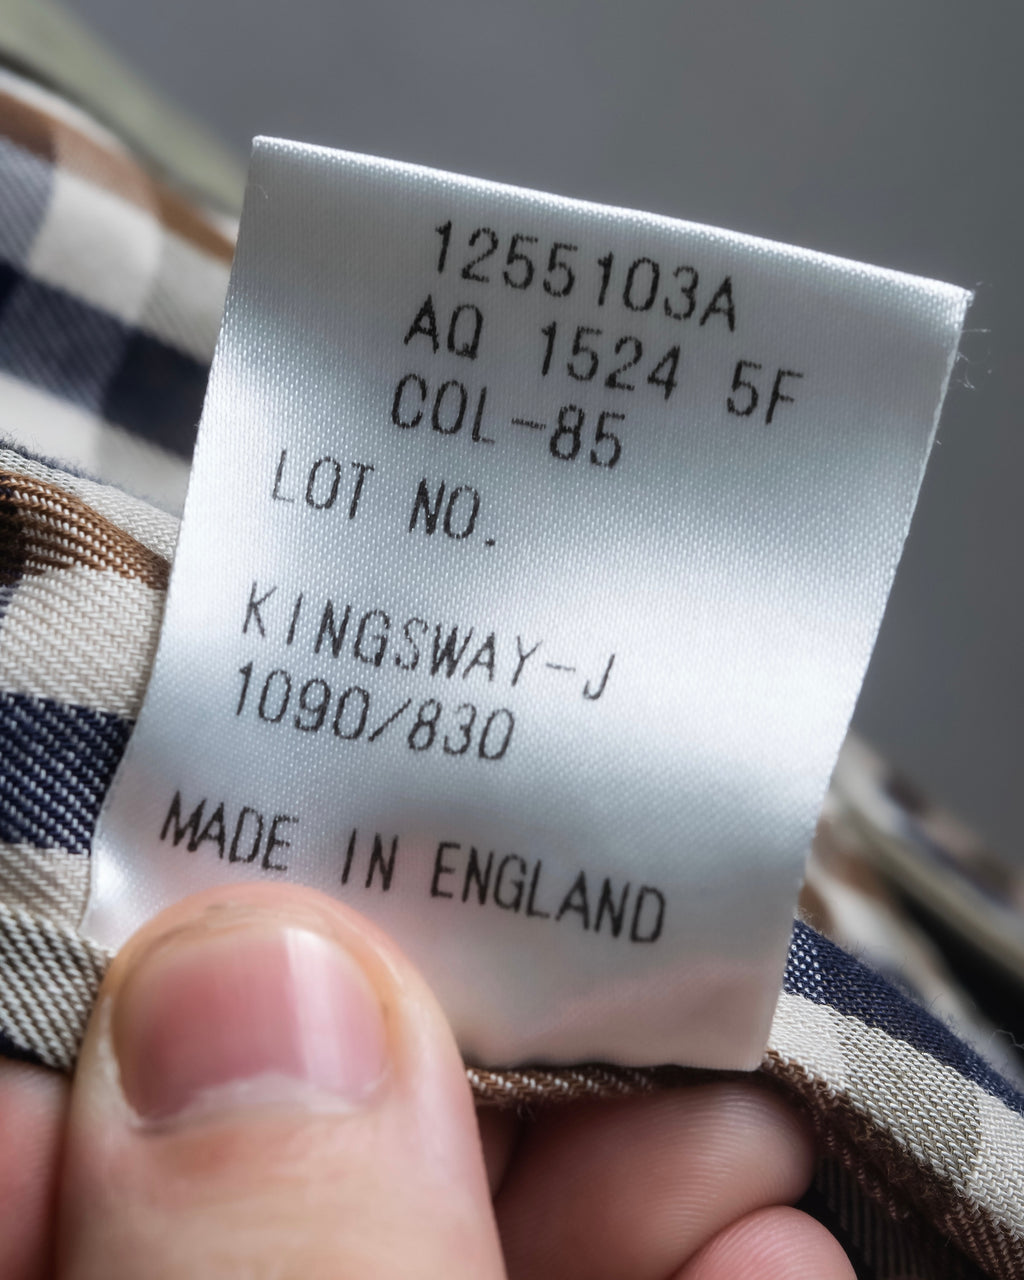 1255103A
AQ 1524 5F
COL-85
LOT NO.
KINGSWAY-J
1090/830
MADE IN ENGLAND